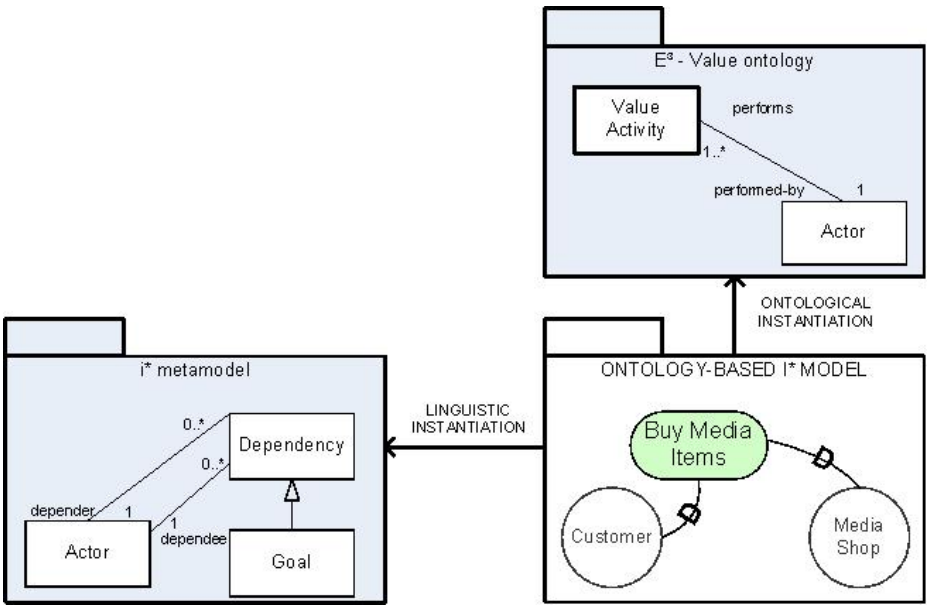 E³ - Value ontology
Value
Activity
performs
1..*
performed-by
1
Actor
ONTOLOGICAL
INSTANTIATION
i* metamodel
0..*
Dependency
0..*
depender
1
1
dependee
Actor
Goal
LINGUISTIC
INSTANTIATION
ONTOLOGY-BASED I* MODEL
Buy Media
Items
D
D
Customer
Media
Shop